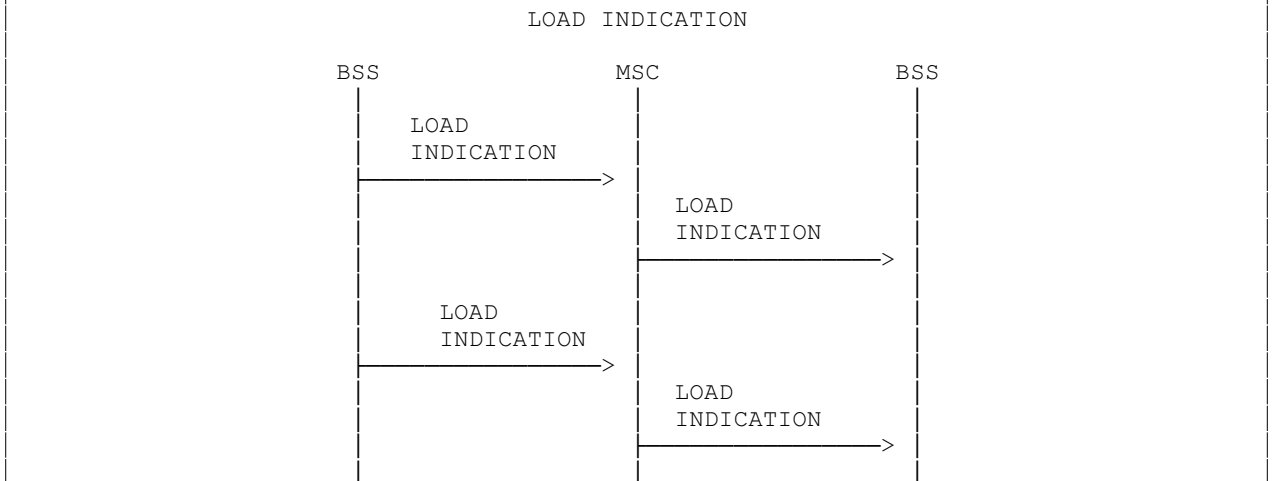 LOAD INDICATION
BSS MSC BSS
LOAD
INDICATION
LOAD
INDICATION
LOAD
INDICATION
LOAD
INDICATION